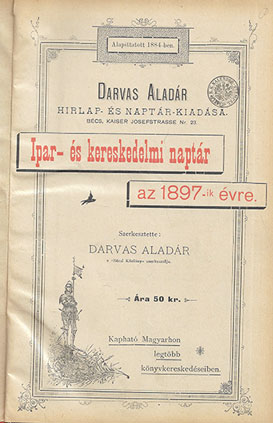 Alapíttatott 1884-ben.
DARVAS ALADÁR
HIRLAP- ÉS NAPTÁR-KIADÁSA.
BÉCS, KAISER JOSEFSTRASSE Nr. 23.
Ipar- és kereskedelmi naptár
az 1897-ik évre.
Szerkesztette:
DARVAS ALADÁR
Ára 50 kr.
Kapható Magyarhon
legtöbb
könyvkereskedéseiben.